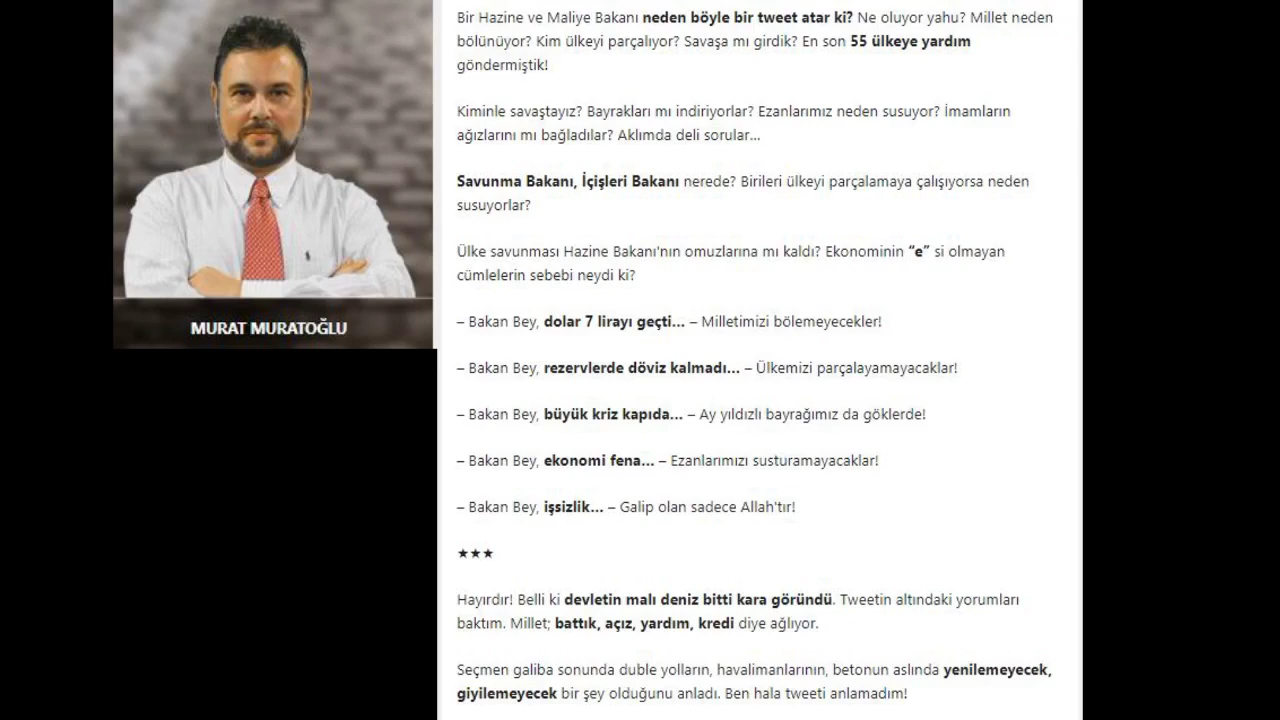 MURAT MURATOĞLU
Bir Hazine ve Maliye Bakanı neden böyle bir tweet atar ki? Ne oluyor yahu? Millet neden
bölünüyor? Kim ülkeyi parçalıyor? Savaşa mı girdik? En son 55 ülkeye yardım
göndermiştik!
Kiminle savaştayız? Bayrakları mı indiriyorlar? Ezanlarımız neden susuyor? İmamların
ağızlarını mı bağladılar? Aklımda deli sorular...
Savunma Bakanı, İçişleri Bakanı nerede? Birileri ülkeyi parçalamaya çalışıyorsa neden
susuyorlar?
Ülke savunması Hazine Bakanı'nın omuzlarına mı kaldı? Ekonominin “e” si olmayan
cümlelerin sebebi neydi ki?
– Bakan Bey, dolar 7 lirayı geçti... – Milletimizi bölemeyecekler!
– Bakan Bey, rezervlerde döviz kalmadı... – Ülkemizi parçalayamayacaklar!
– Bakan Bey, büyük kriz kapıda... – Ay yıldızlı bayrağımız da göklerde!
– Bakan Bey, ekonomi fena... – Ezanlarımızı susturamayacaklar!
– Bakan Bey, işsizlik... – Galip olan sadece Allah'tır!
★★★
Hayırdır! Belli ki devletin malı deniz bitti kara göründü. Tweetin altındaki yorumları
baktım. Millet; battık, açız, yardım, kredi diye ağlıyor.
Seçmen galiba sonunda duble yolların, havalimanlarının, betonun aslında yenilemeyecek,
giyilemeyecek bir şey olduğunu anladı. Ben hala tweeti anlamadım!